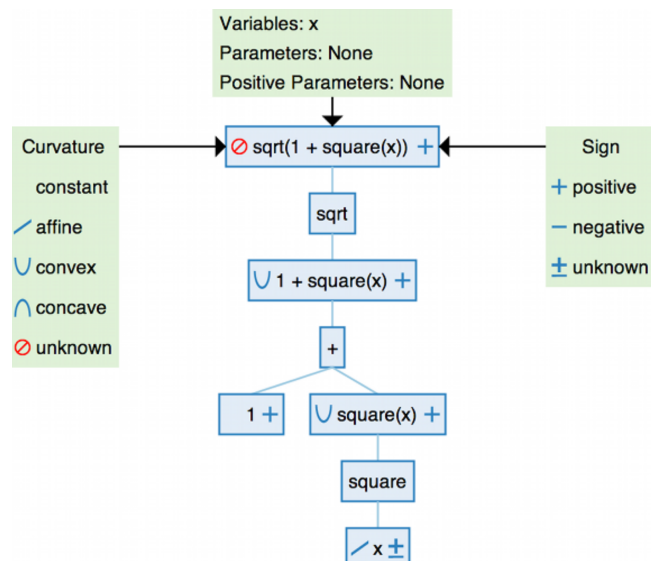 Variables: x
Parameters: None
Positive Parameters: None
Curvature
constant
affine
convex
concave
unknown
sqrt(1 + square(x)) +
Sign
+ positive
− negative
± unknown
sqrt
1 + square(x) +
+
1 +
square(x) +
square
x ±